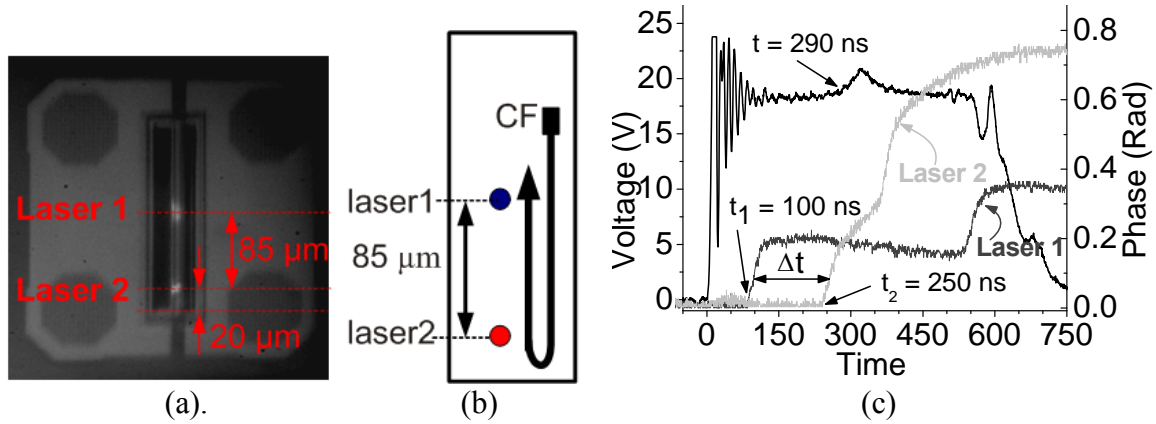 Laser 1
85 µm
Laser 2
20 µm
(a).
CF
laser1
85 µm
laser2
(b)
25
20
15
10
5
0
Voltage (V)
0.8
0.6
0.4
0.2
0.0
Phase (Rad)
t = 290 ns
Laser 2
t1 = 100 ns
Laser 1
Δt
t2 = 250 ns
0 150 300 450 600 750
Time
(c)